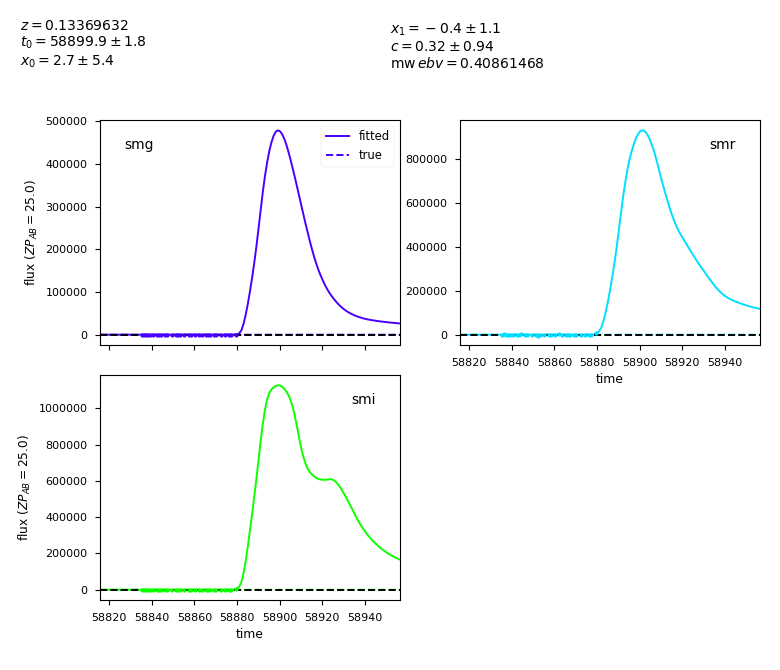 z = 0.13369632
t₀ = 58899.9 ± 1.8
x₀ = 2.7 ± 5.4
x₁ = −0.4 ± 1.1
c = 0.32 ± 0.94
mw ebv = 0.40861468
smg
fitted
true
500000
400000
300000
200000
100000
0
flux (ZP_AB = 25.0)
smr
800000
600000
400000
200000
0
58820 58840 58860 58880 58900 58920 58940
time
smi
1000000
800000
600000
400000
200000
0
flux (ZP_AB = 25.0)
58820 58840 58860 58880 58900 58920 58940
time